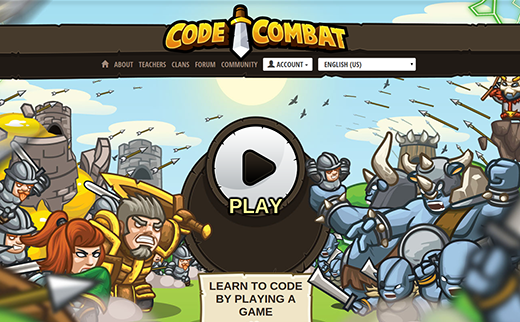 CODE COMBAT
ABOUT TEACHERS CLANS FORUM COMMUNITY ACCOUNT ENGLISH (US)
PLAY
LEARN TO CODE
BY PLAYING A
GAME